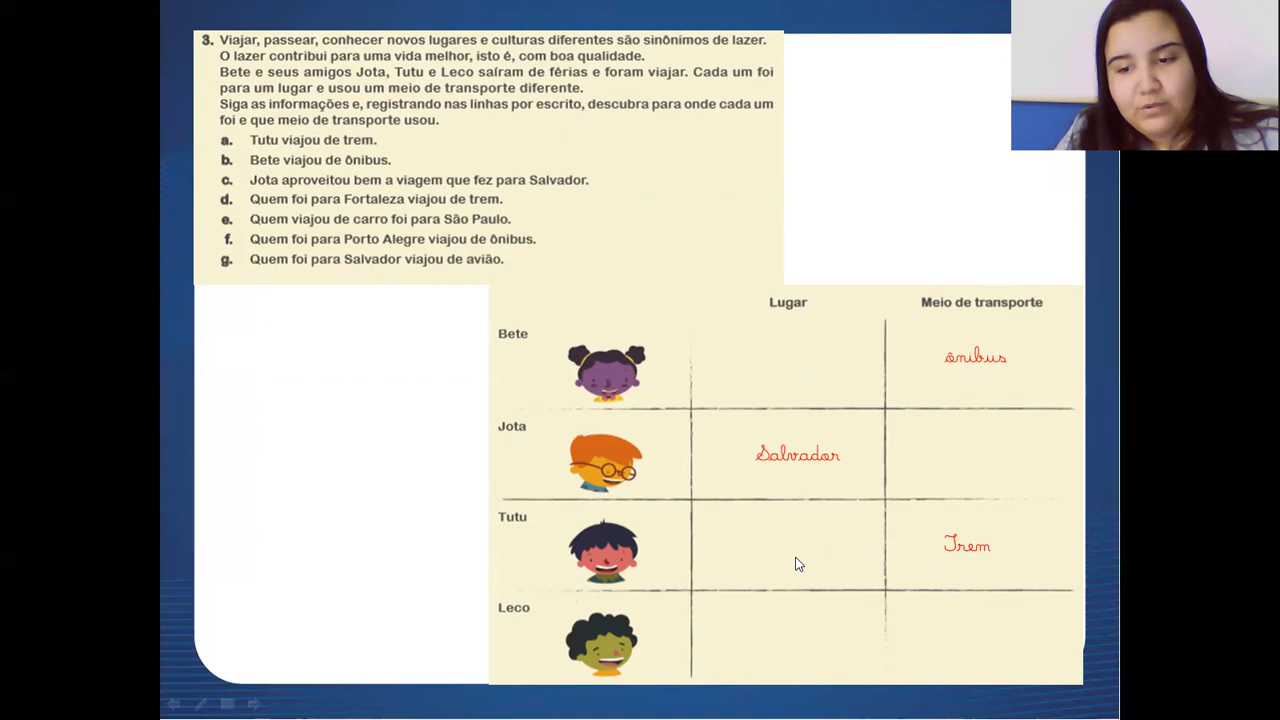 3. Viajar, passear, conhecer novos lugares e culturas diferentes são sinônimos de lazer.
O lazer contribui para uma vida melhor, isto é, com boa qualidade.
Bete e seus amigos Jota, Tutu e Leco saíram de férias e foram viajar. Cada um foi
para um lugar e usou um meio de transporte diferente.
Siga as informações e, registrando nas linhas por escrito, descubra para onde cada um
foi e que meio de transporte usou.
a. Tutu viajou de trem.
b. Bete viajou de ônibus.
c. Jota aproveitou bem a viagem que fez para Salvador.
d. Quem foi para Fortaleza viajou de trem.
e. Quem viajou de carro foi para São Paulo.
f. Quem foi para Porto Alegre viajou de ônibus.
g. Quem foi para Salvador viajou de avião.
Lugar Meio de transporte
Bete
ônibus
Jota
Salvador
Tutu
Trem
Leco